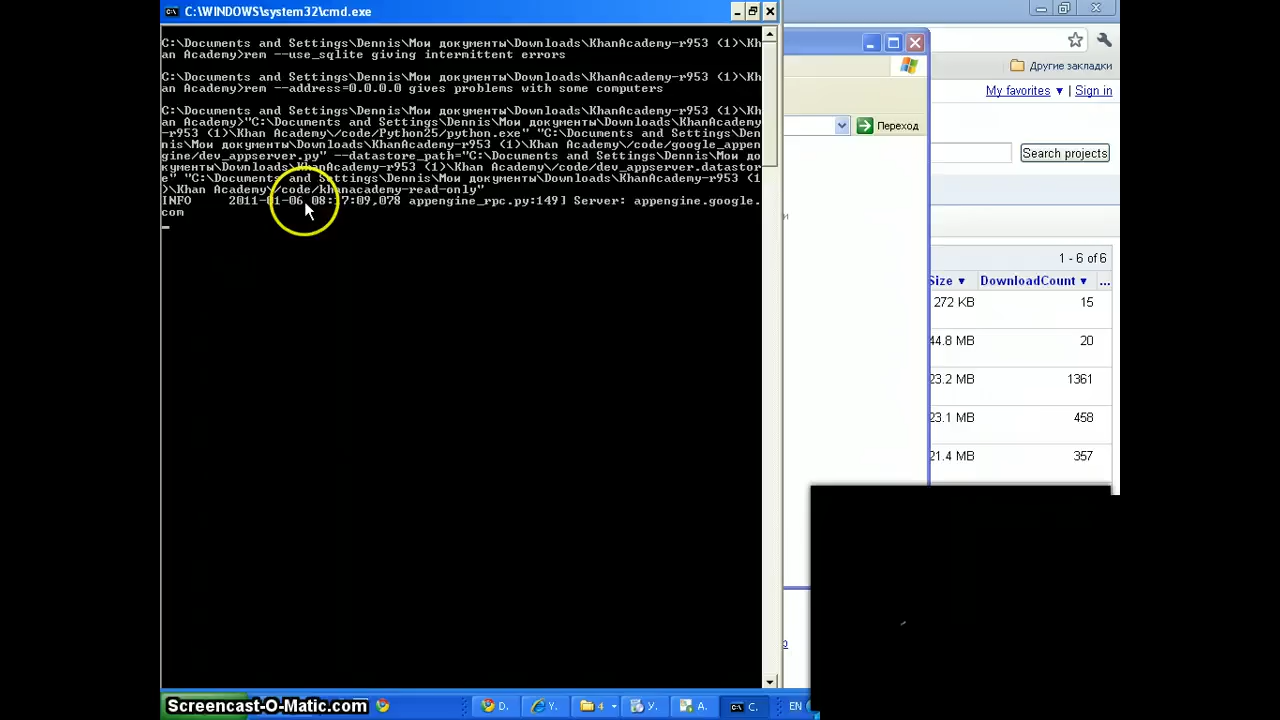 C:\WINDOWS\system32\cmd.exe
C:\Documents and Settings\Dennis\Мои документы\Downloads\KhanAcademy-r953 (1)\Kh
an Academy>rem --use_sqlite giving intermittent errors
C:\Documents and Settings\Dennis\Мои документы\Downloads\KhanAcademy-r953 (1)\Kh
an Academy>rem --address=0.0.0.0 gives problems with some computers
C:\Documents and Settings\Dennis\Мои документы\Downloads\KhanAcademy-r953 (1)\Kh
an Academy>"C:\Documents and Settings\Dennis\Мои документы\Downloads\KhanAcademy
-r953 (1)\Khan Academy\/code/Python25/python.exe" "C:\Documents and Settings\Den
nis\Мои документы\Downloads\KhanAcademy-r953 (1)\Khan Academy\/code/google_appen
gine/dev_appserver.py" --datastore_path="C:\Documents and Settings\Dennis\Мои до
кументы\Downloads\KhanAcademy-r953 (1)\Khan Academy\/code/dev_appserver.datastor
e" "C:\Documents and Settings\Dennis\Мои документы\Downloads\KhanAcademy-r953 (1
)\Khan Academy\/code/khanacademy-read-only"
INFO 2011-01-06 08:17:09,078 appengine_rpc.py:149] Server: appengine.google.
com
Другие закладки
My favorites ▼ | Sign in
Переход
Search projects
1 - 6 of 6
Size ▼ DownloadCount ▼ ...
272 KB 15
44.8 MB 20
23.2 MB 1361
23.1 MB 458
21.4 MB 357
Screencast-O-Matic.com
D. Y. 4 У. A. C. EN